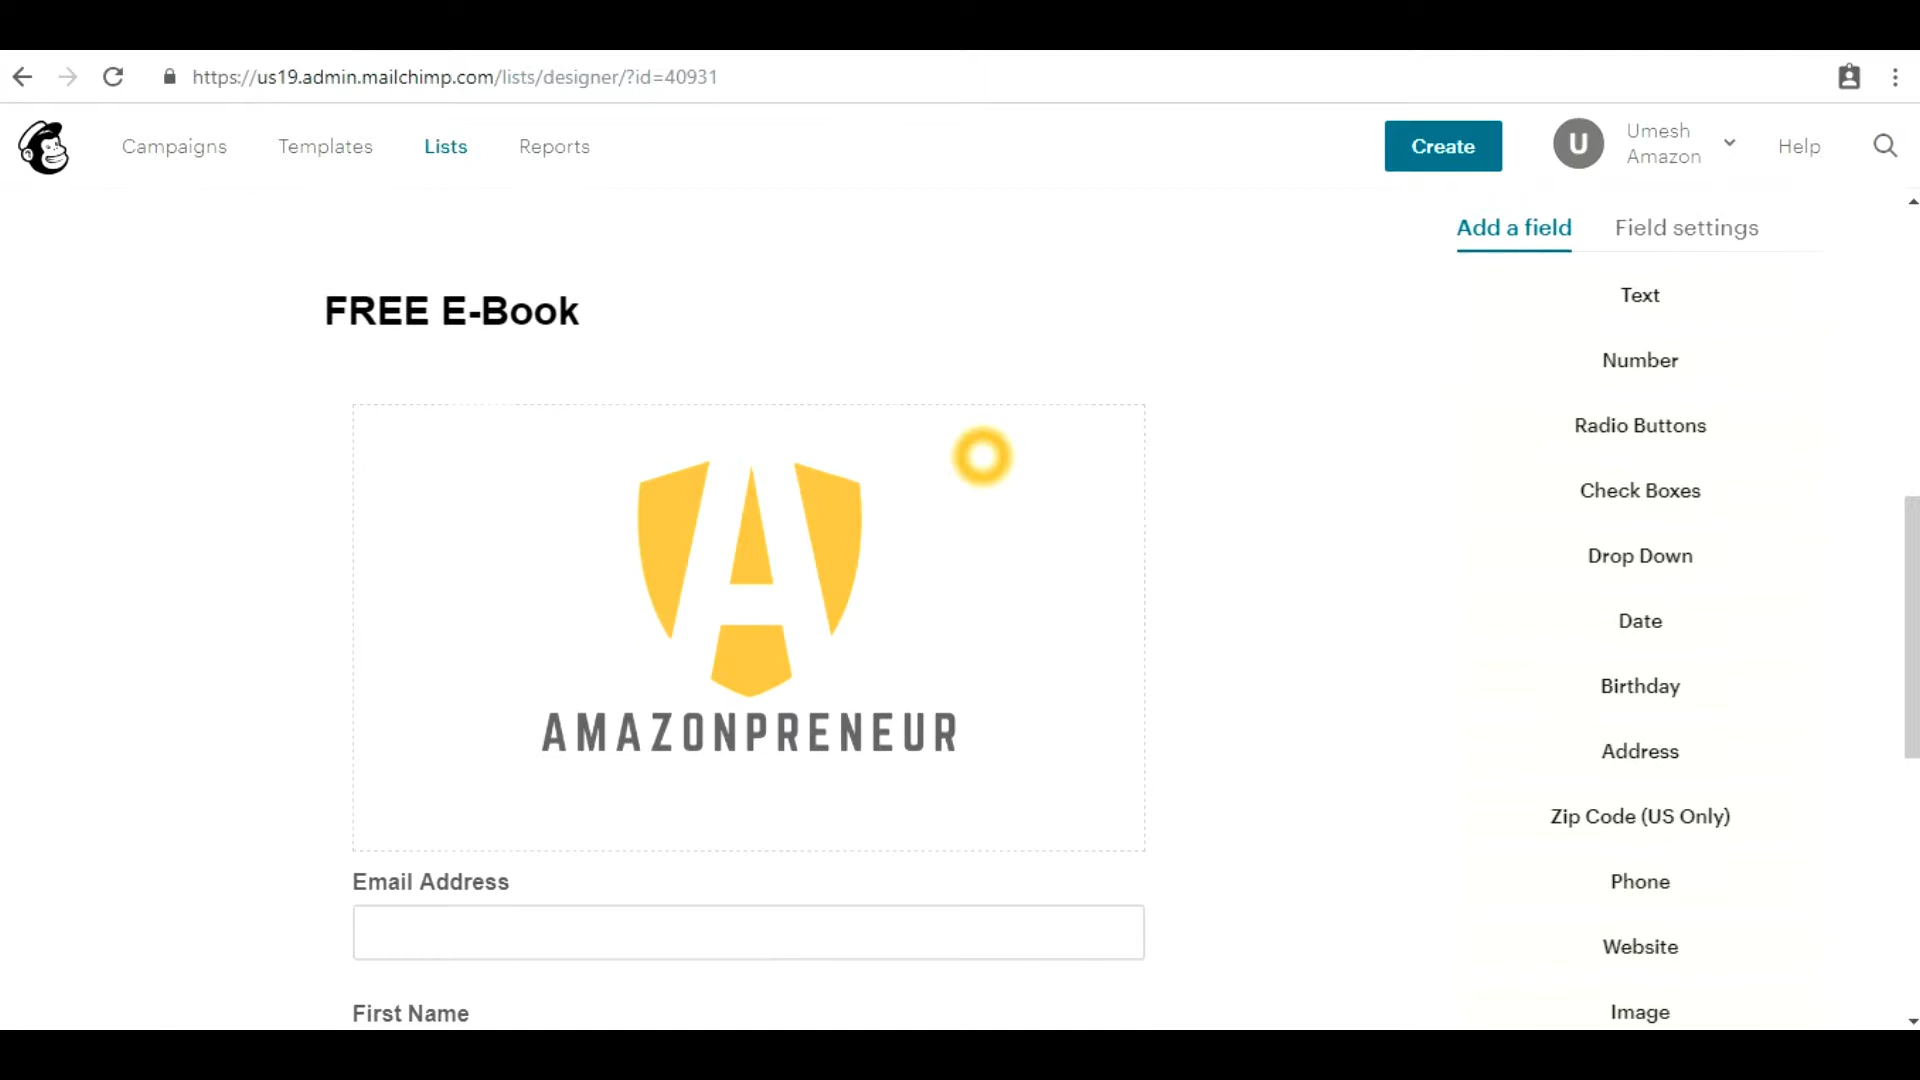 https://us19.admin.mailchimp.com/lists/designer/?id=40931
Campaigns Templates Lists Reports Create U Umesh Amazon Help
Add a field Field settings
FREE E-Book
Text
Number
Radio Buttons
Check Boxes
Drop Down
Date
Birthday
Address
Zip Code (US Only)
Phone
Website
Image
AMAZONPRENEUR
Email Address
First Name